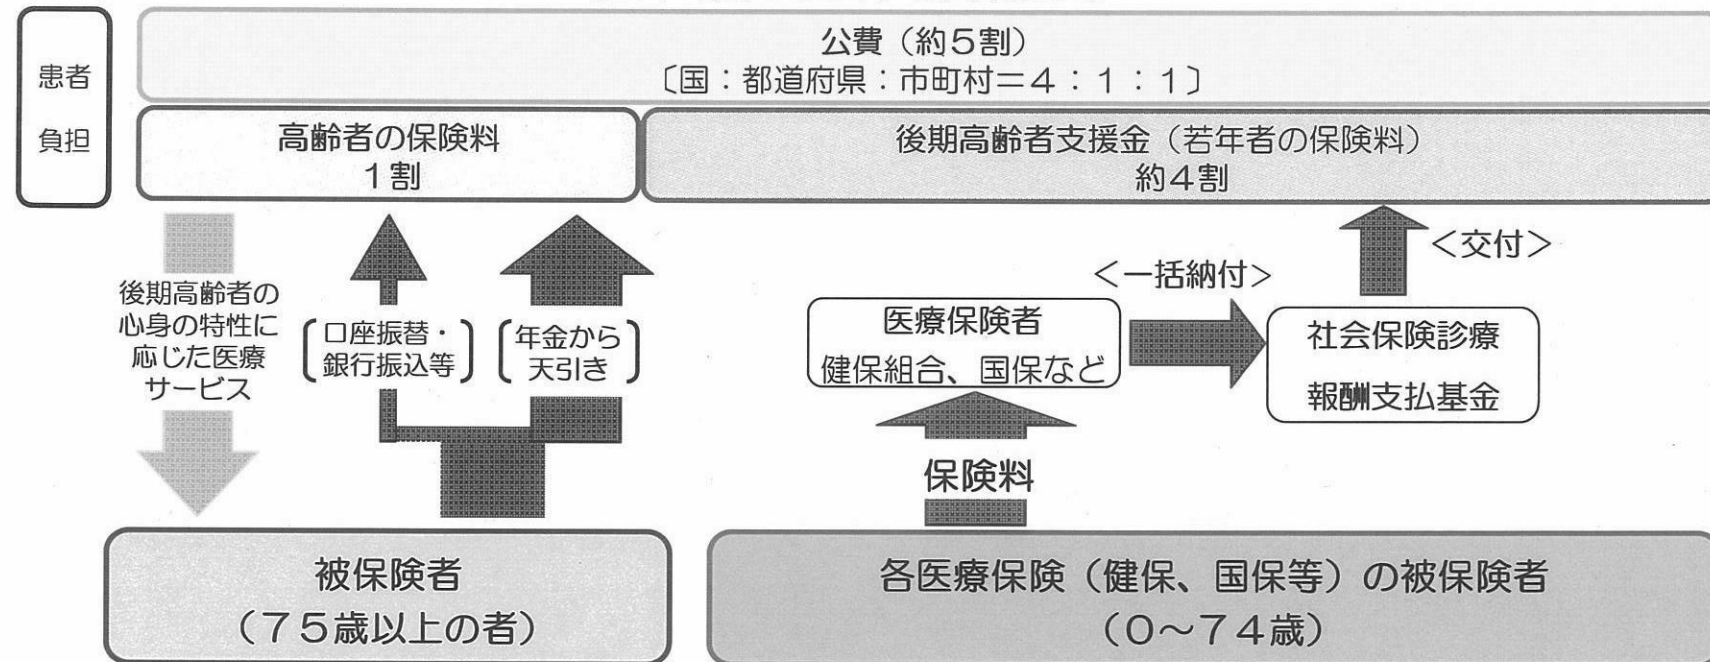 患者
負担
公費（約５割）
〔国：都道府県：市町村＝４：１：１〕
高齢者の保険料
１割
後期高齢者支援金（若年者の保険料）
約４割
後期高齢者の
心身の特性に
応じた医療
サービス
口座振替・
銀行振込等
年金から
天引き
＜一括納付＞
＜交付＞
医療保険者
健保組合、国保など
社会保険診療
報酬支払基金
保険料
被保険者
（７５歳以上の者）
各医療保険（健保、国保等）の被保険者
（０～７４歳）